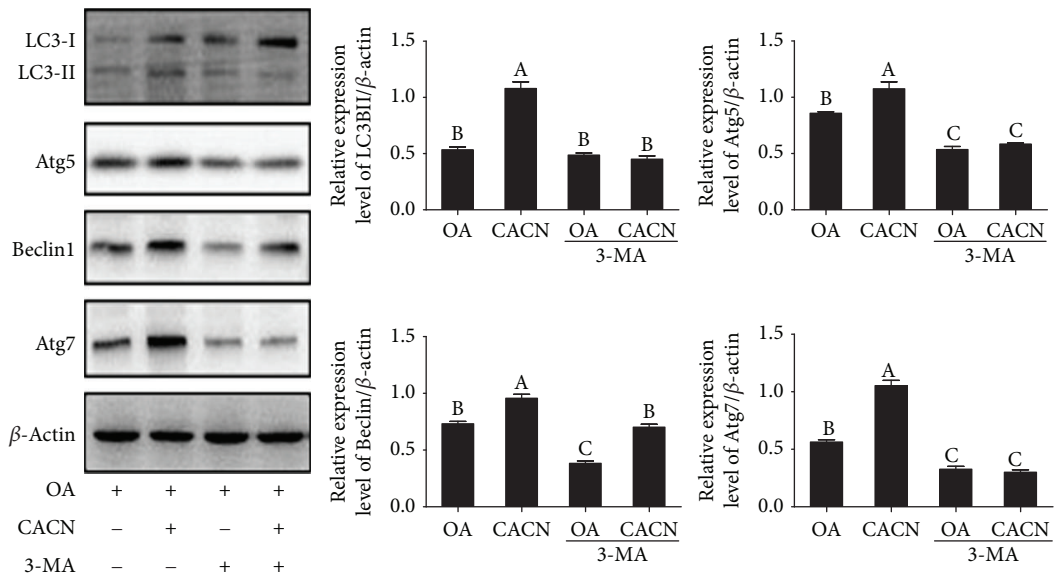 LC3-I
LC3-II
Atg5
Beclin1
Atg7
β-Actin
OA + + + +
CACN – + – +
3-MA – – + +
Relative expression
level of LC3BII/β-actin
1.5
1.0
0.5
0.0
B
A
B
B
OA CACN OA CACN
3-MA
Relative expression
level of Atg5/β-actin
1.5
1.0
0.5
0.0
B
A
C
C
OA CACN OA CACN
3-MA
Relative expression
level of Beclin/β-actin
1.5
1.0
0.5
0.0
B
A
C
B
OA CACN OA CACN
3-MA
Relative expression
level of Atg7/β-actin
1.5
1.0
0.5
0.0
B
A
C
C
OA CACN OA CACN
3-MA